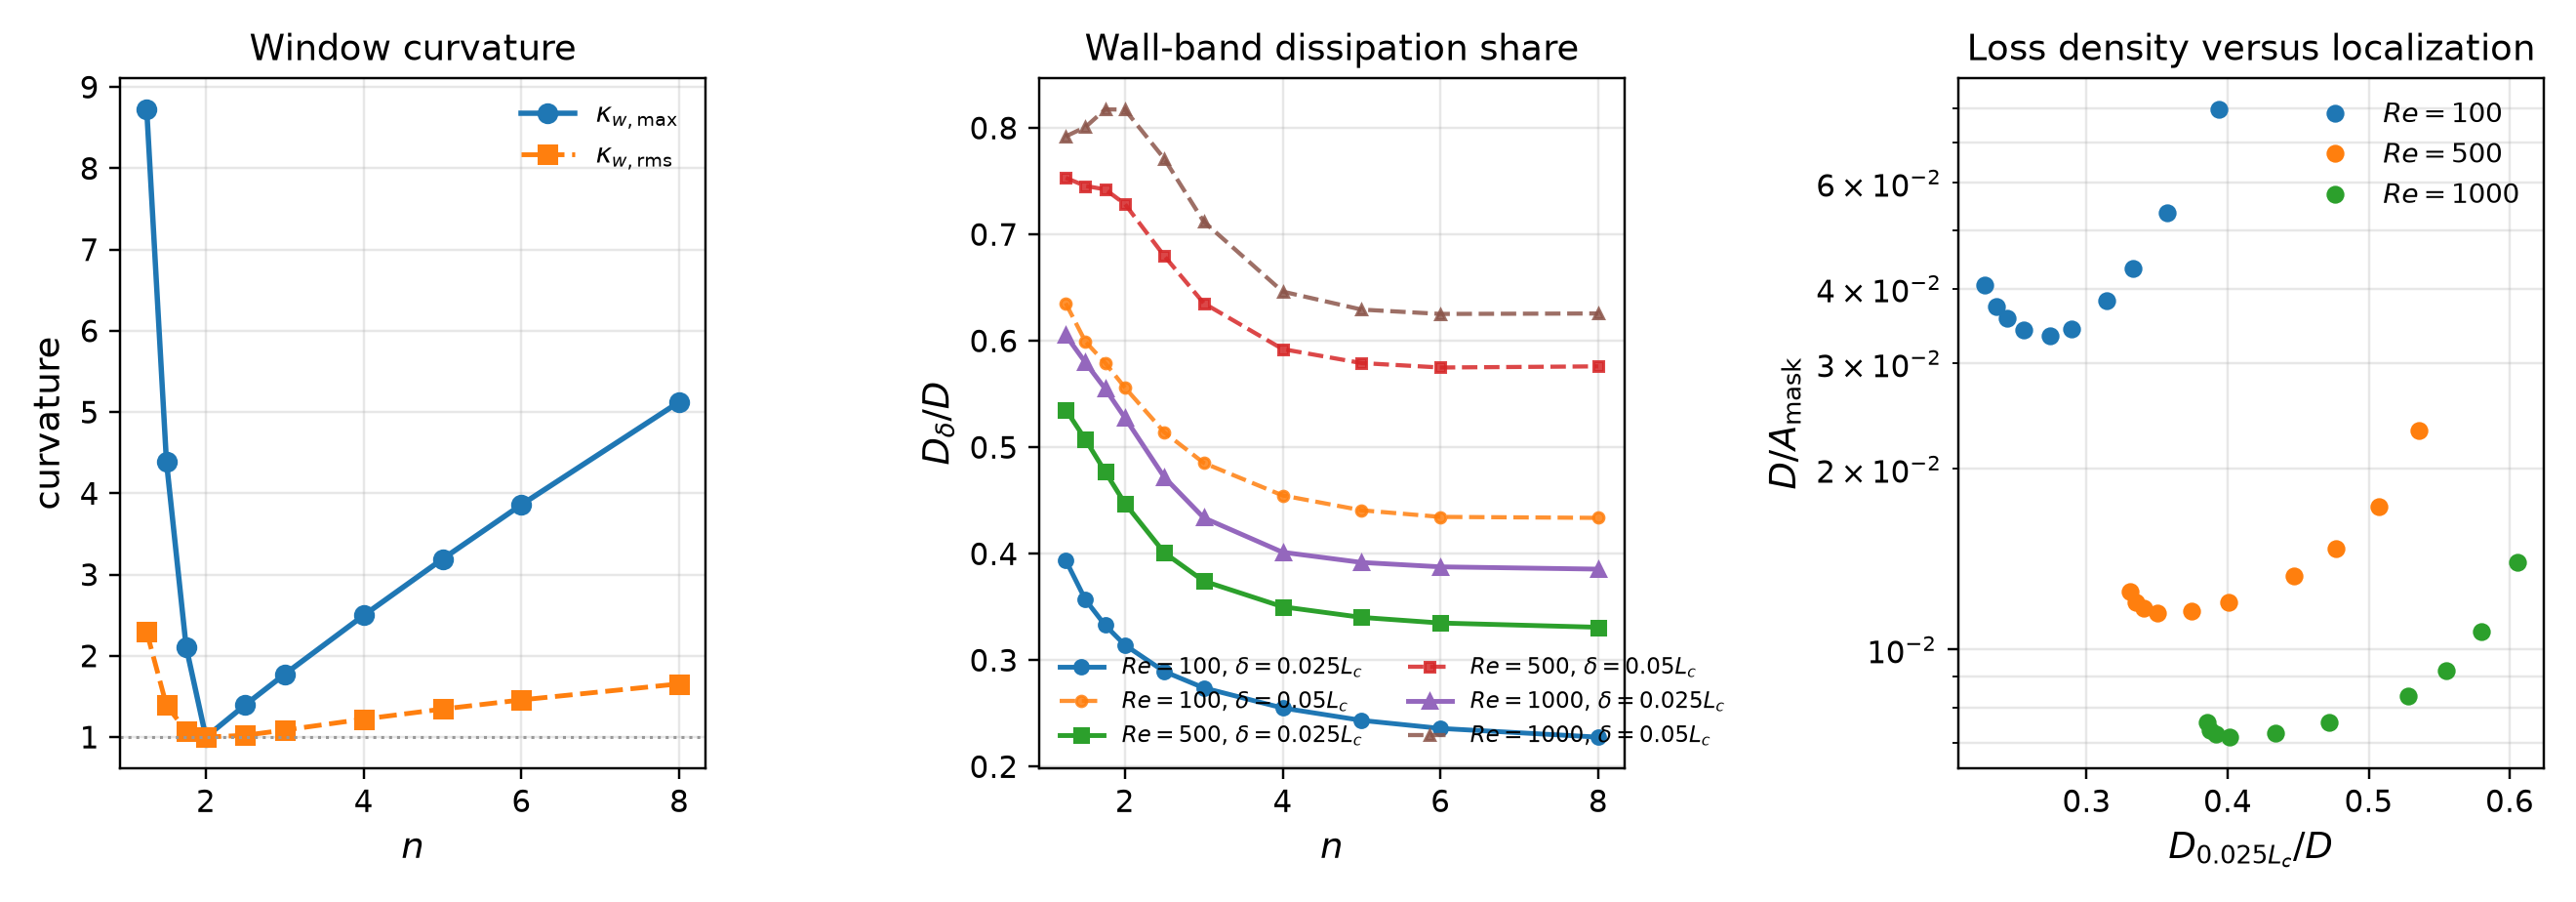 Window curvature
curvature
9
8
7
6
5
4
3
2
1
κw,max
κw,rms
2 4 6 8
n
Wall-band dissipation share
Dδ/D
0.8
0.7
0.6
0.5
0.4
0.3
0.2
Re = 100, δ = 0.025Lc
Re = 100, δ = 0.05Lc
Re = 500, δ = 0.025Lc
Re = 500, δ = 0.05Lc
Re = 1000, δ = 0.025Lc
Re = 1000, δ = 0.05Lc
2 4 6 8
n
Loss density versus localization
D/Amask
6 × 10⁻²
4 × 10⁻²
3 × 10⁻²
2 × 10⁻²
10⁻²
Re = 100
Re = 500
Re = 1000
0.3 0.4 0.5 0.6
D0.025Lc/D